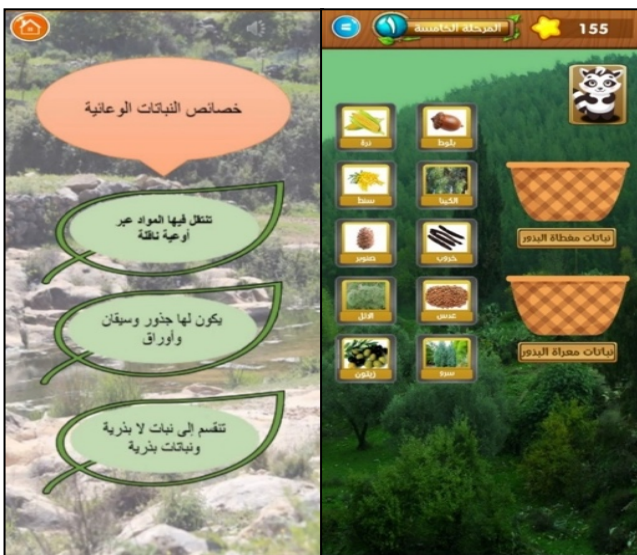 خصائص النباتات الوعائية
تنتقل فيها المواد عبر
أوعية ناقلة
يكون لها جذور وسيقان
وأوراق
تنقسم إلى نبات لا بذرية
ونباتات بذرية
المرحلة الخامسة
155
بلوط
ذرة
الكينا
سنط
خروب
صنوبر
عدس
الاثل
سرو
زيتون
نباتات مغطاة البذور
نباتات معراة البذور